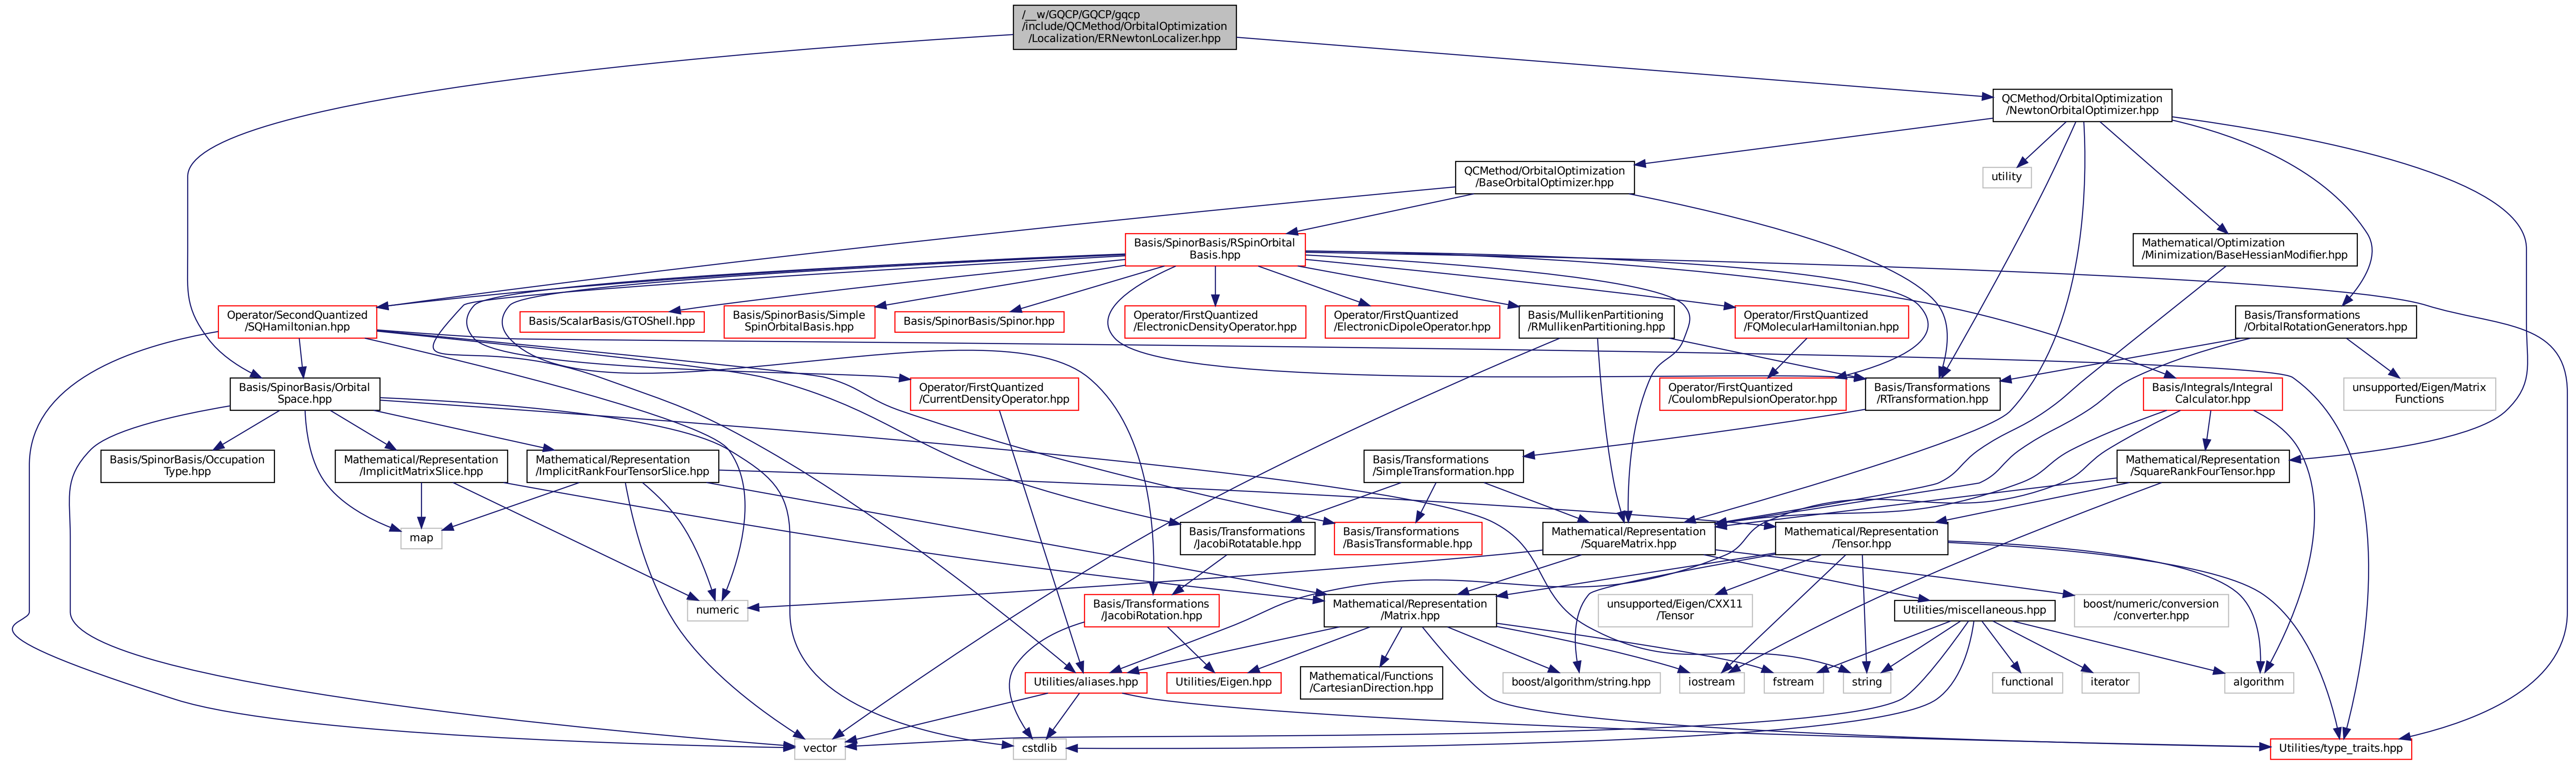 /__w/GQCP/GQCP/gqcp
/include/QCMethod/OrbitalOptimization
/Localization/ERNewtonLocalizer.hpp
QCMethod/OrbitalOptimization
/NewtonOrbitalOptimizer.hpp
QCMethod/OrbitalOptimization
/BaseOrbitalOptimizer.hpp
utility
Basis/SpinorBasis/RSpinOrbital
Basis.hpp
Mathematical/Optimization
/Minimization/BaseHessianModifier.hpp
Operator/SecondQuantized
/SQHamiltonian.hpp
Basis/ScalarBasis/GTOShell.hpp
Basis/SpinorBasis/Simple
SpinOrbitalBasis.hpp
Basis/SpinorBasis/Spinor.hpp
Operator/FirstQuantized
/ElectronicDensityOperator.hpp
Operator/FirstQuantized
/ElectronicDipoleOperator.hpp
Basis/MullikenPartitioning
/RMullikenPartitioning.hpp
Operator/FirstQuantized
/FQMolecularHamiltonian.hpp
Basis/Transformations
/OrbitalRotationGenerators.hpp
Basis/SpinorBasis/Orbital
Space.hpp
Operator/FirstQuantized
/CurrentDensityOperator.hpp
Operator/FirstQuantized
/CoulombRepulsionOperator.hpp
Basis/Transformations
/RTransformation.hpp
Basis/Integrals/Integral
Calculator.hpp
unsupported/Eigen/Matrix
Functions
Basis/SpinorBasis/Occupation
Type.hpp
Mathematical/Representation
/ImplicitMatrixSlice.hpp
Mathematical/Representation
/ImplicitRankFourTensorSlice.hpp
Basis/Transformations
/SimpleTransformation.hpp
Mathematical/Representation
/SquareRankFourTensor.hpp
map
Basis/Transformations
/JacobiRotatable.hpp
Basis/Transformations
/BasisTransformable.hpp
Mathematical/Representation
/SquareMatrix.hpp
Mathematical/Representation
/Tensor.hpp
numeric
Basis/Transformations
/JacobiRotation.hpp
Mathematical/Representation
/Matrix.hpp
unsupported/Eigen/CXX11
/Tensor
Utilities/miscellaneous.hpp
boost/numeric/conversion
/converter.hpp
Utilities/aliases.hpp
Utilities/Eigen.hpp
Mathematical/Functions
/CartesianDirection.hpp
boost/algorithm/string.hpp
iostream
fstream
string
functional
iterator
algorithm
vector
cstdlib
Utilities/type_traits.hpp